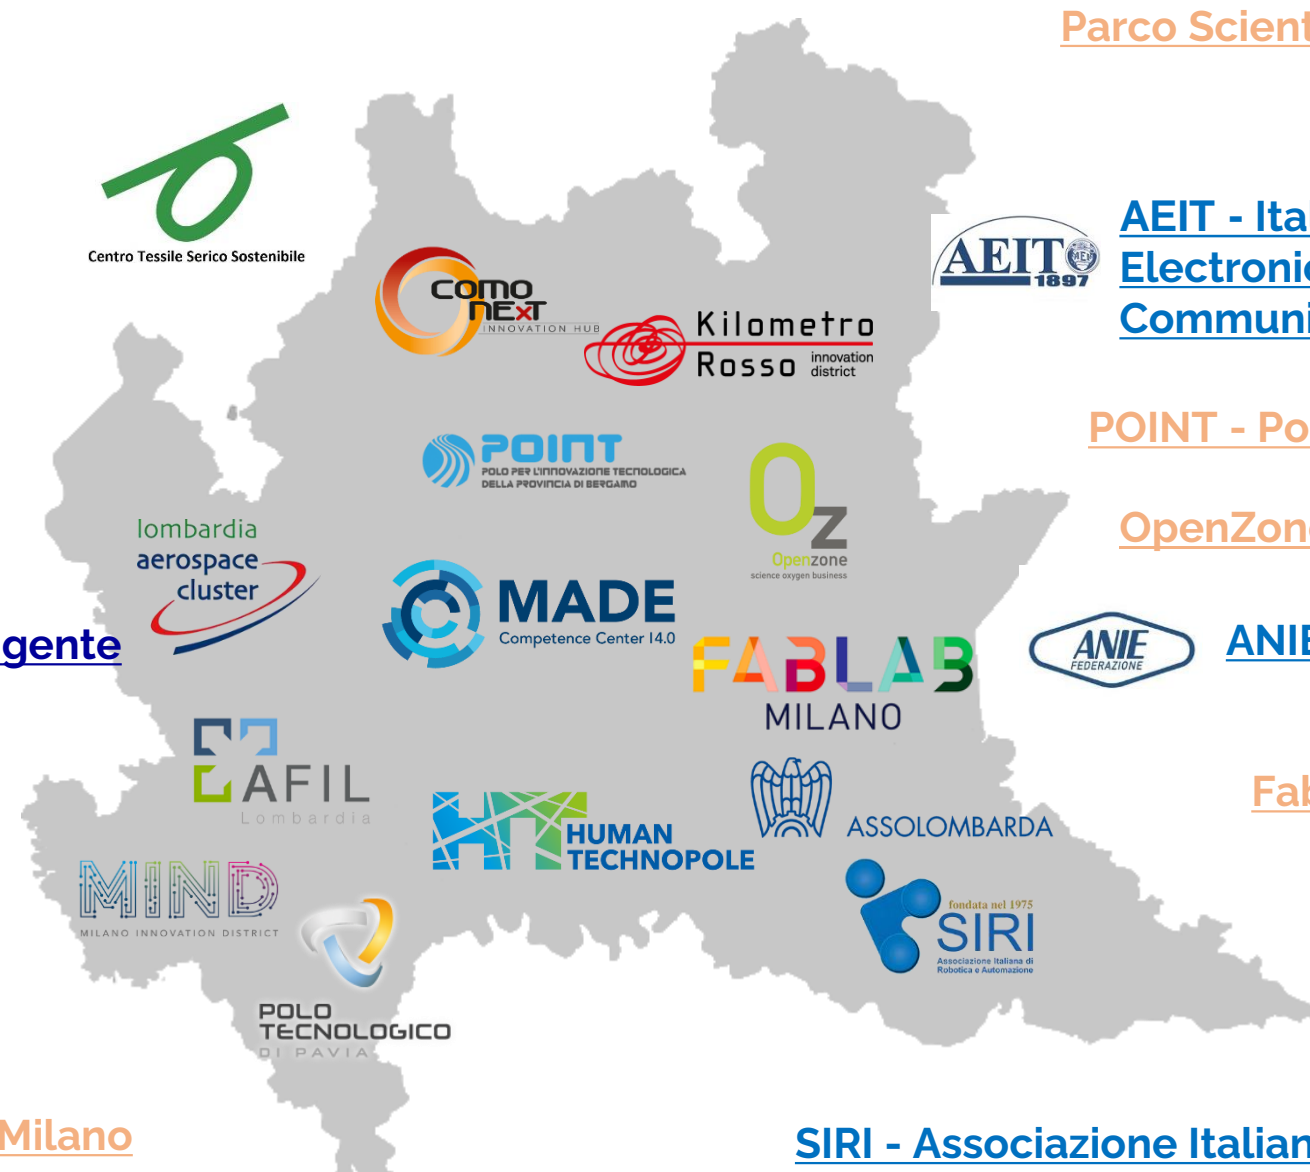 Parco Scient
Centro Tessile Serico Sostenibile
AEIT
1897
AEIT - Ital
Electronic
Communi
COMO
NExT
INNOVATION HUB
Kilometro
Rosso innovation
district
POINT - Po
POINT
POLO PER L'INNOVAZIONE TECNOLOGICA
DELLA PROVINCIA DI BERGAMO
Oz
Openzone
science oxygen business
OpenZone
lombardia
aerospace
cluster
MADE
Competence Center I4.0
gente
ANIE
FEDERAZIONE
ANIE
FABLAB
MILANO
AFIL
Lombardia
Fab
HT
HUMAN
TECHNOPOLE
ASSOLOMBARDA
MIND
MILANO INNOVATION DISTRICT
fondata nel 1975
SIRI
Associazione Italiana di
Robotica e Automazione
POLO
TECNOLOGICO
DI PAVIA
Milano
SIRI - Associazione Italian